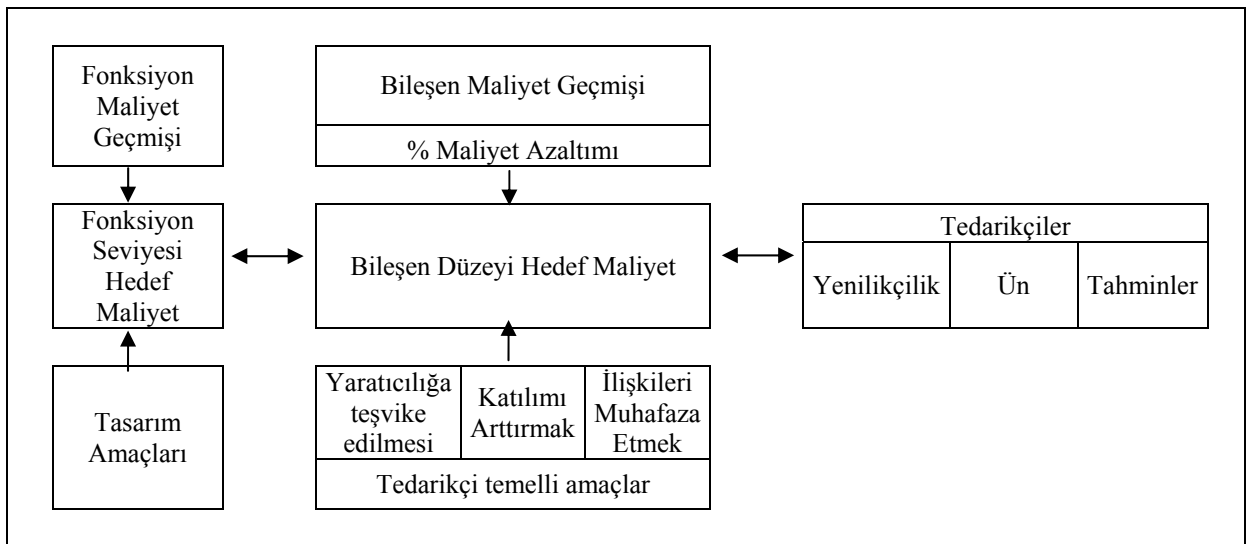 Fonksiyon
Maliyet
Geçmişi
Bileşen Maliyet Geçmişi
% Maliyet Azaltımı
Fonksiyon
Seviyesi
Hedef
Maliyet
Bileşen Düzeyi Hedef Maliyet
Tedarikçiler
Yenilikçilik
Ün
Tahminler
Tasarım
Amaçları
Yaratıcılığa
teşvike
edilmesi
Katılımı
Arttırmak
İlişkileri
Muhafaza
Etmek
Tedarikçi temelli amaçlar